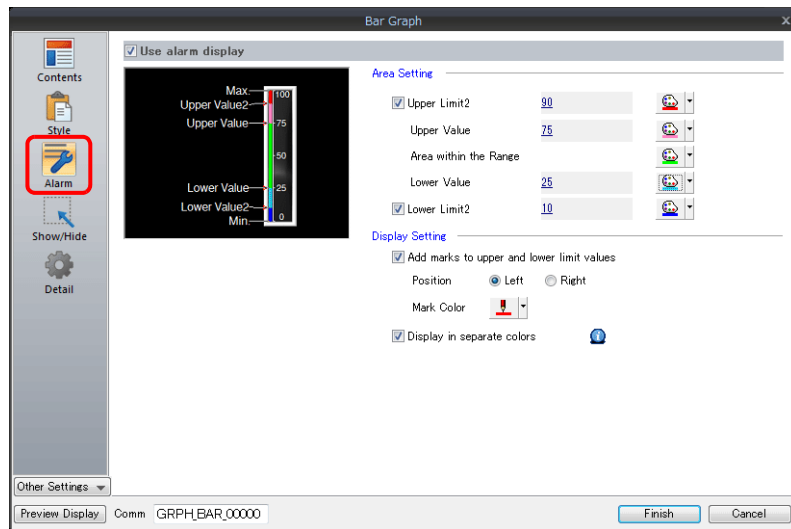 Bar Graph
x
Contents
Style
Alarm
Show/Hide
Detail
Other Settings
Use alarm display
Max.
100
Upper Value2
Upper Value
75
50
Lower Value
25
Lower Value2
Min.
0
Area Setting
Upper Limit2 90
Upper Value 75
Area within the Range
Lower Value 25
Lower Limit2 10
Display Setting
Add marks to upper and lower limit values
Position Left Right
Mark Color
Display in separate colors
Preview Display Comm GRPH_BAR_00000 Finish Cancel